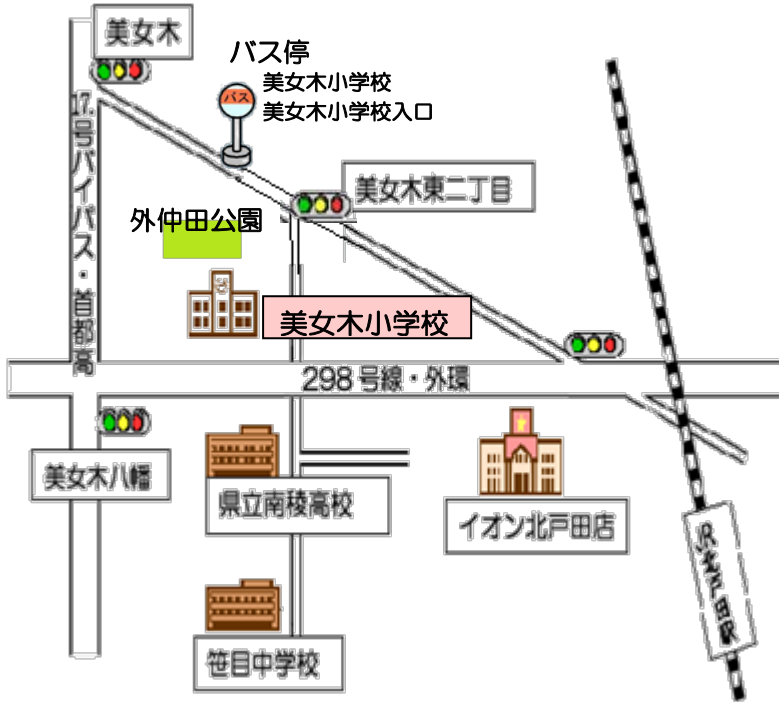 美女木
バス停
美女木小学校
美女木小学校入口
バス
17.号バイパス・首都高
美女木東二丁目
外仲田公園
美女木小学校
298号線・外環
美女木八幡
県立南稜高校
イオン北戸田店
JR北戸田駅
笹目中学校